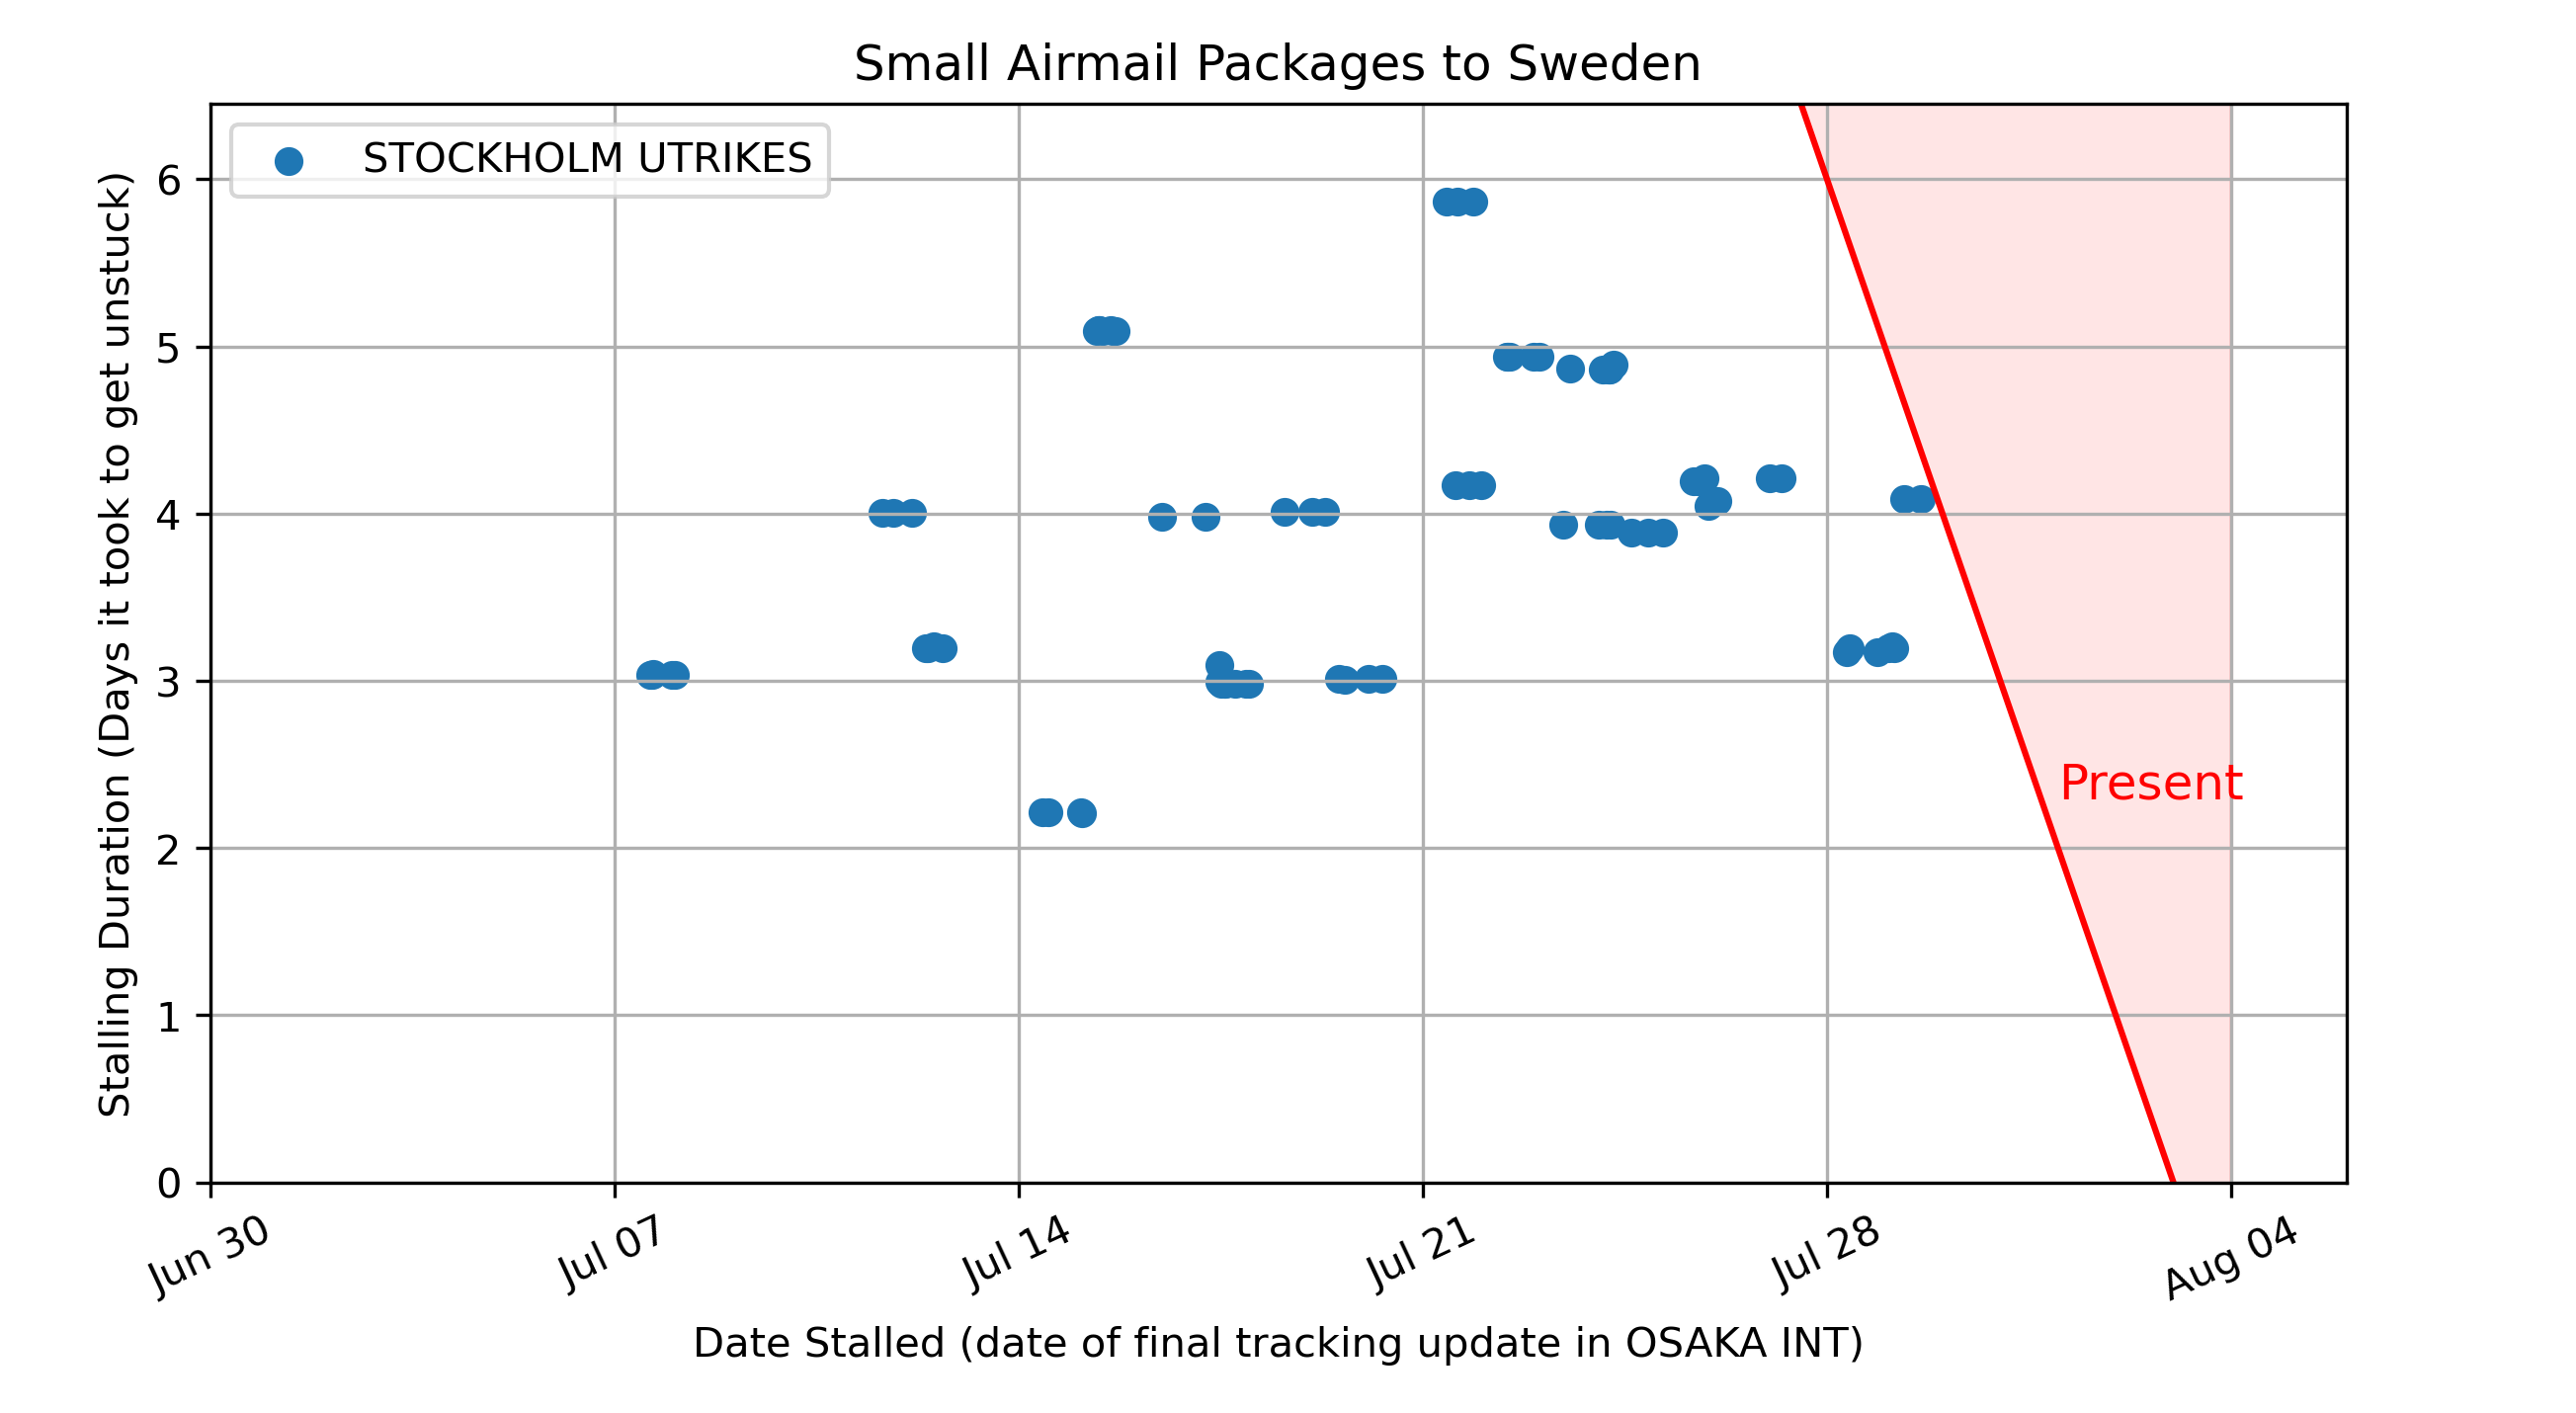 Small Airmail Packages to Sweden
STOCKHOLM UTRIKES
Stalling Duration (Days it took to get unstuck)
6
5
4
3
2
1
0
Present
Jun 30
Jul 07
Jul 14
Jul 21
Jul 28
Aug 04
Date Stalled (date of final tracking update in OSAKA INT)